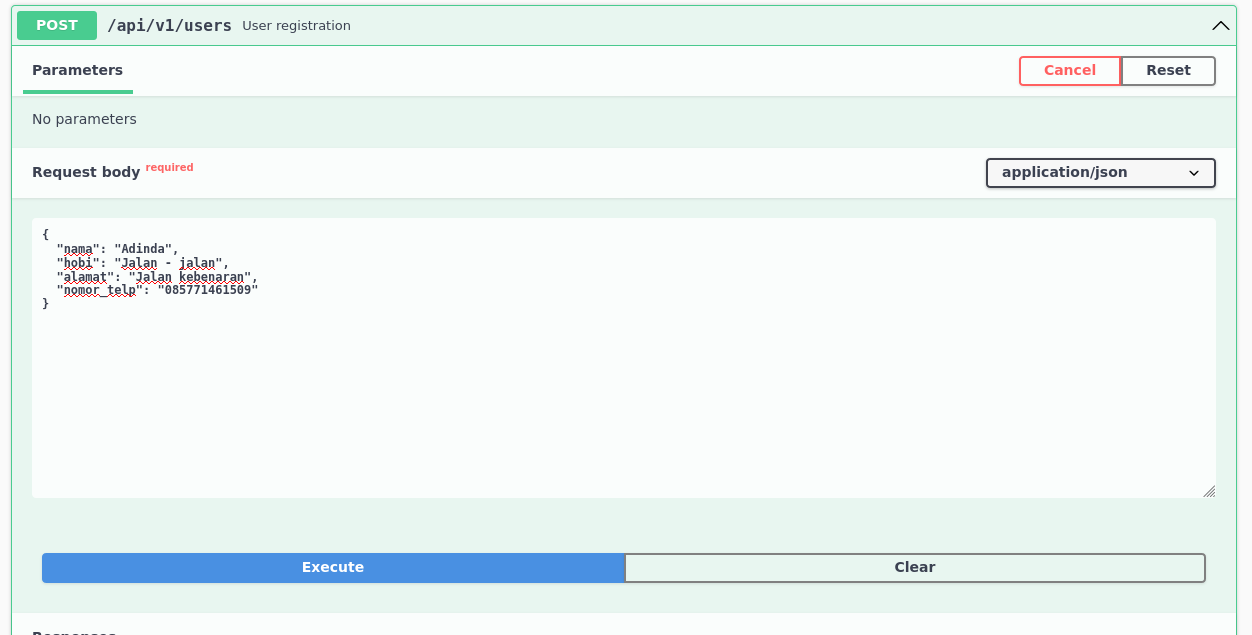 POST /api/v1/users User registration
Parameters
Cancel Reset
No parameters
Request body required
application/json
{
  "nama": "Adinda",
  "hobi": "Jalan - jalan",
  "alamat": "Jalan kebenaran",
  "nomor_telp": "085771461509"
}
Execute Clear
Responses